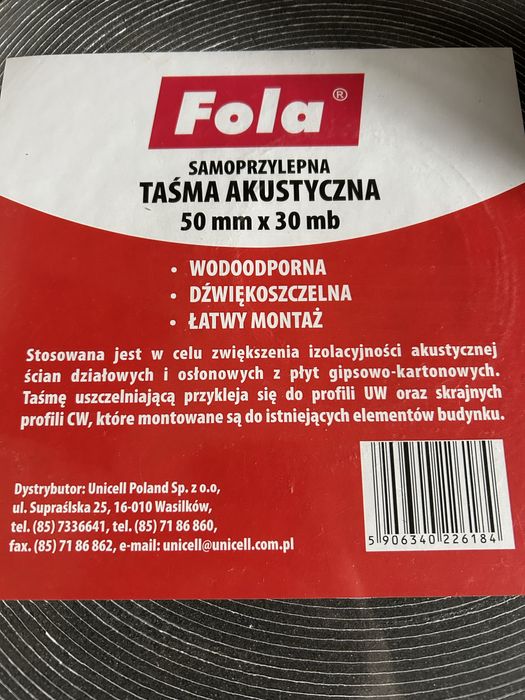 Fola®
SAMOPRZYLEPNA
TAŚMA AKUSTYCZNA
50 mm x 30 mb
• WODOODPORNA
• DŹWIĘKOSZCZELNA
• ŁATWY MONTAŻ
Stosowana jest w celu zwiększenia izolacyjności akustycznej
ścian działowych i osłonowych z płyt gipsowo-kartonowych.
Taśmę uszczelniającą przykleja się do profili UW oraz skrajnych
profili CW, które montowane są do istniejących elementów budynku.
Dystrybutor: Unicell Poland Sp. z o.o,
ul. Supraślska 25, 16-010 Wasilków,
tel. (85) 7336641, tel. (85) 71 86 860,
fax. (85) 71 86 862, e-mail: unicell@unicell.com.pl
5 906340 226184